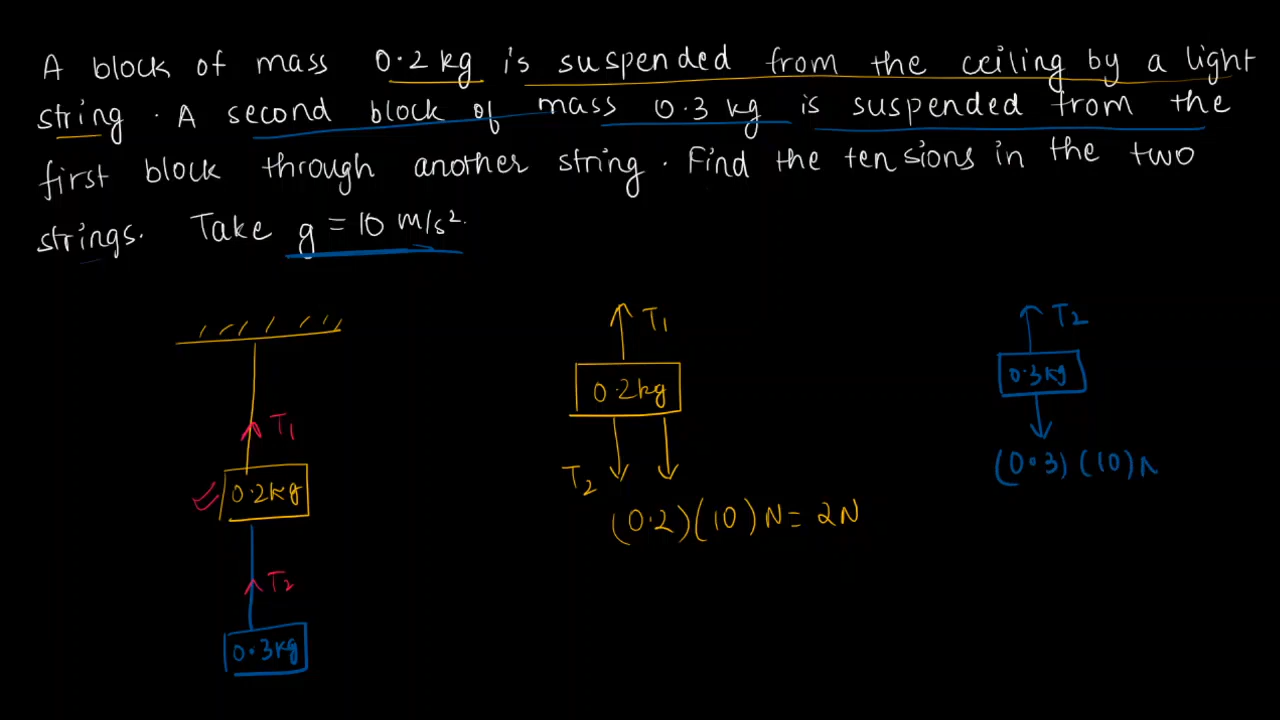 A block of mass 0.2 kg is suspended from the ceiling by a light
string. A second block of mass 0.3 kg is suspended from the
first block through another string. Find the tensions in the two
strings. Take g = 10 m/s².
T1
0.2kg
T2
0.3kg
T1
0.2kg
T2
(0.2)(10)N = 2N
T2
0.3kg
(0.3)(10)N